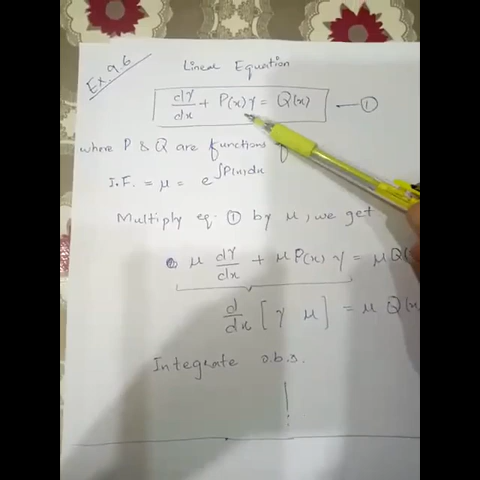 Ex 9.6
Linear Equation
dy/dx + P(x) y = Q(x) — ①
where P & Q are functions
I.F. = μ = e^∫P(x)dx
Multiply eq. ① by μ, we get
μ dy/dx + μ P(x) y = μ Q(
d/dx [ y μ ] = μ Q(x
Integrate o.b.s.